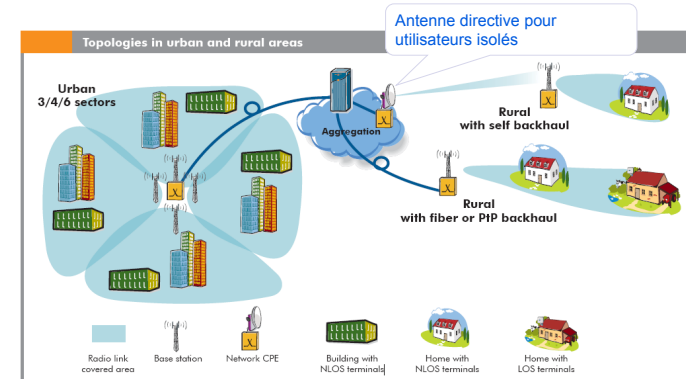 Antenne directive pour
utilisateurs isolés
Topologies in urban and rural areas
Urban
3/4/6 sectors
Aggregation
Rural
with self backhaul
Rural
with fiber or PtP backhaul
Radio link
covered area
Base station
Network CPE
Building with
NLOS terminals
Home with
NLOS terminals
Home with
LOS terminals